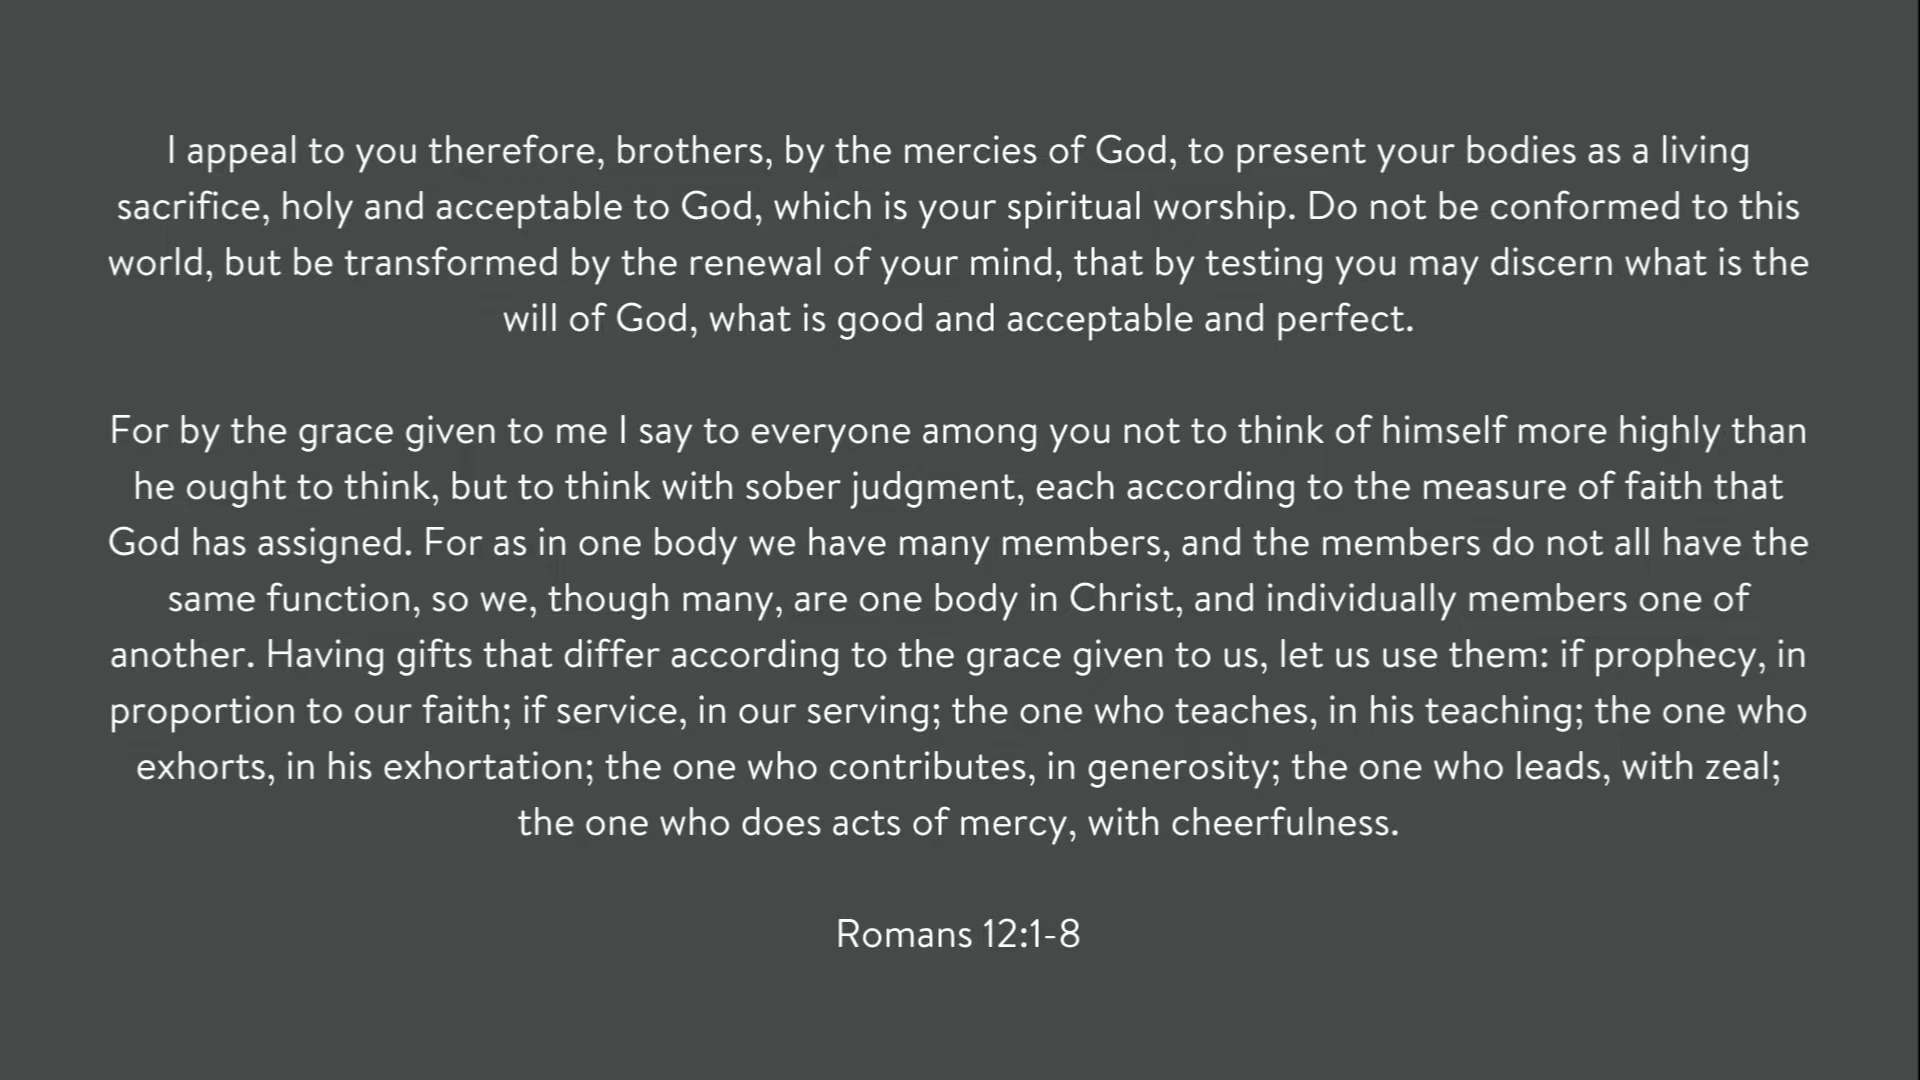 I appeal to you therefore, brothers, by the mercies of God, to present your bodies as a living
sacrifice, holy and acceptable to God, which is your spiritual worship. Do not be conformed to this
world, but be transformed by the renewal of your mind, that by testing you may discern what is the
will of God, what is good and acceptable and perfect.
For by the grace given to me I say to everyone among you not to think of himself more highly than
he ought to think, but to think with sober judgment, each according to the measure of faith that
God has assigned. For as in one body we have many members, and the members do not all have the
same function, so we, though many, are one body in Christ, and individually members one of
another. Having gifts that differ according to the grace given to us, let us use them: if prophecy, in
proportion to our faith; if service, in our serving; the one who teaches, in his teaching; the one who
exhorts, in his exhortation; the one who contributes, in generosity; the one who leads, with zeal;
the one who does acts of mercy, with cheerfulness.
Romans 12:1-8